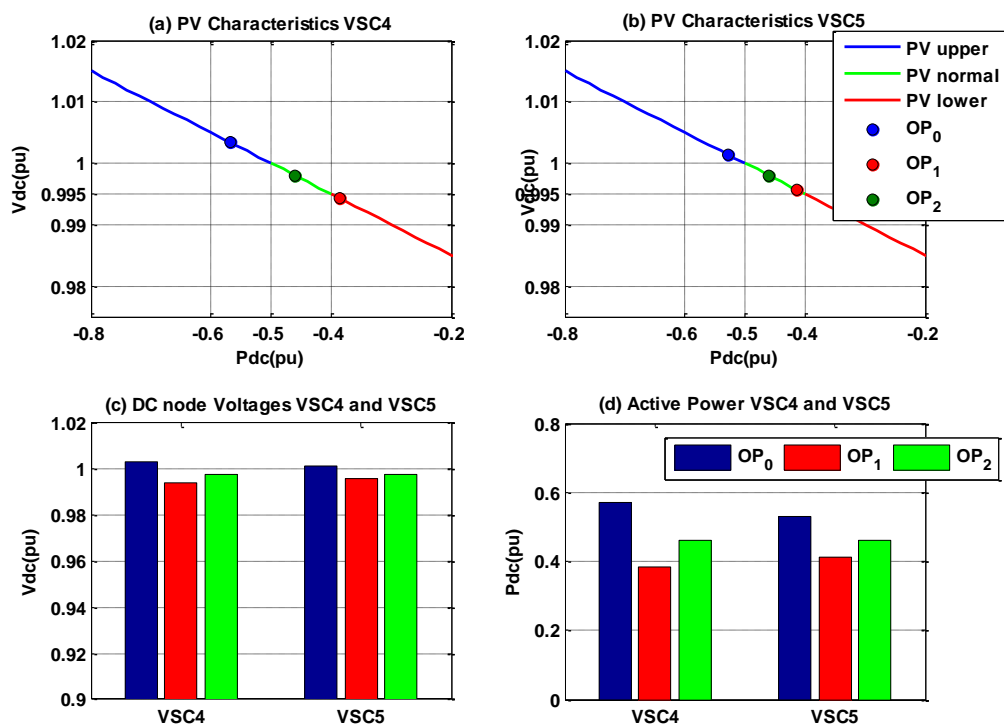 (a) PV Characteristics VSC4
1.02
1.01
1
0.995
0.99
0.98
Vdc(pu)
-0.8
-0.6
-0.5
-0.4
-0.2
Pdc(pu)
(b) PV Characteristics VSC5
1.02
1.01
1
0.995
0.99
0.98
Vdc(pu)
-0.8
-0.6
-0.5
-0.4
-0.2
Pdc(pu)
PV upper
PV normal
PV lower
OP0
OP1
OP2
(c) DC node Voltages VSC4 and VSC5
1.02
1
0.98
0.96
0.94
0.92
0.9
Vdc(pu)
VSC4
VSC5
(d) Active Power VSC4 and VSC5
0.8
0.6
0.4
0.2
0
Pdc(pu)
OP0
OP1
OP2
VSC4
VSC5